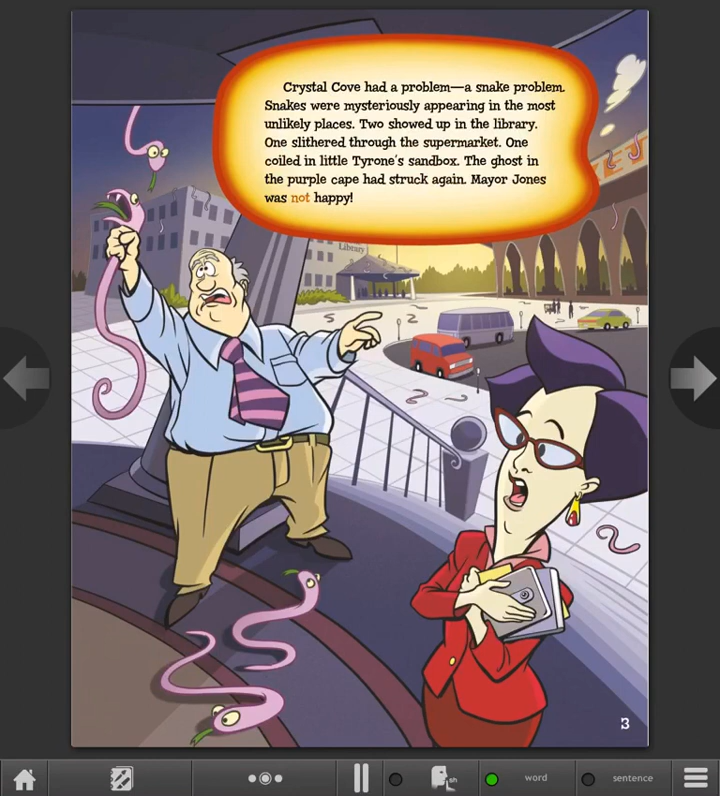 Crystal Cove had a problem—a snake problem.
Snakes were mysteriously appearing in the most
unlikely places. Two showed up in the library.
One slithered through the supermarket. One
coiled in little Tyrone's sandbox. The ghost in
the purple cape had struck again. Mayor Jones
was not happy!
KET
Library
3
sh
word
sentence